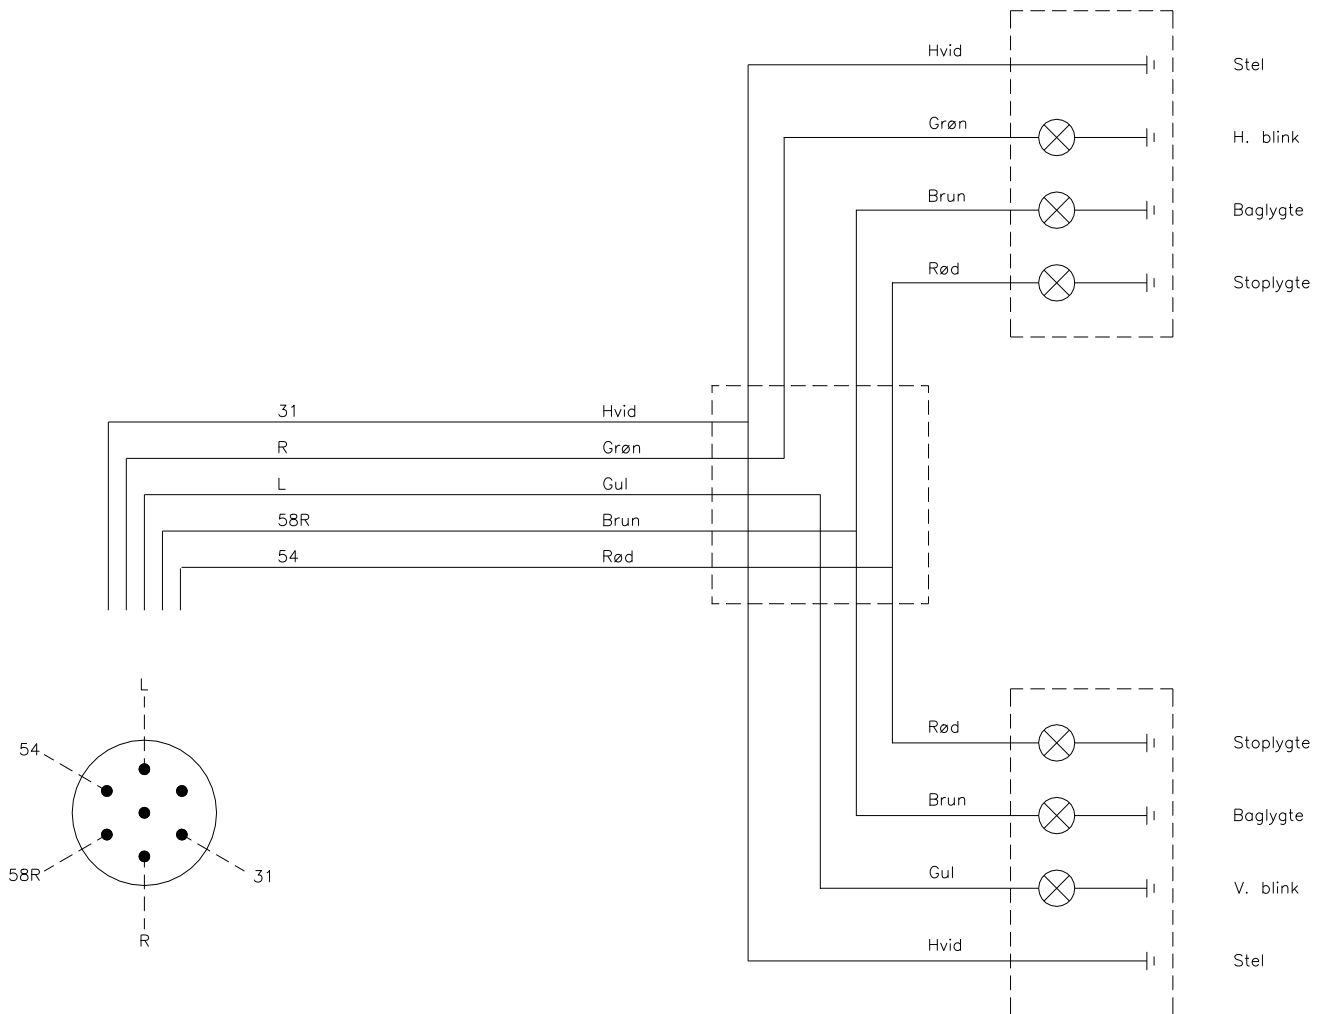 Hvid
Stel
Grøn
H. blink
Brun
Baglygte
Rød
Stoplygte
31 Hvid
R Grøn
L Gul
58R Brun
54 Rød
L
54
58R
31
R
Rød
Stoplygte
Brun
Baglygte
Gul
V. blink
Hvid
Stel